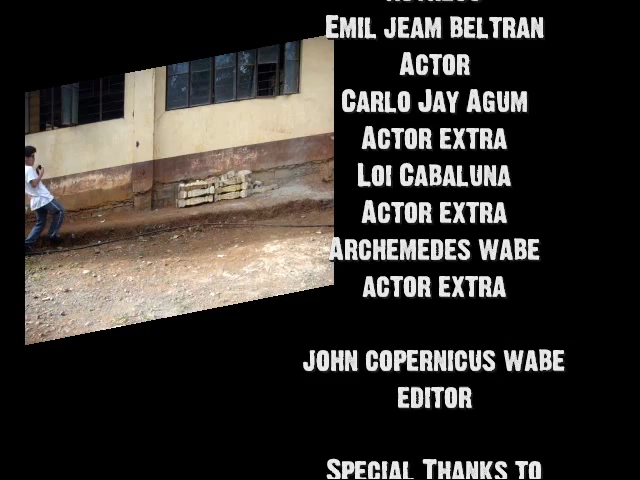 EMIL JEAM BELTRAN
ACTOR
CARLO JAY AGUM
ACTOR EXTRA
LOI CABALUNA
ACTOR EXTRA
ARCHEMEDES WABE
ACTOR EXTRA
JOHN COPERNICUS WABE
EDITOR
SPECIAL THANKS TO